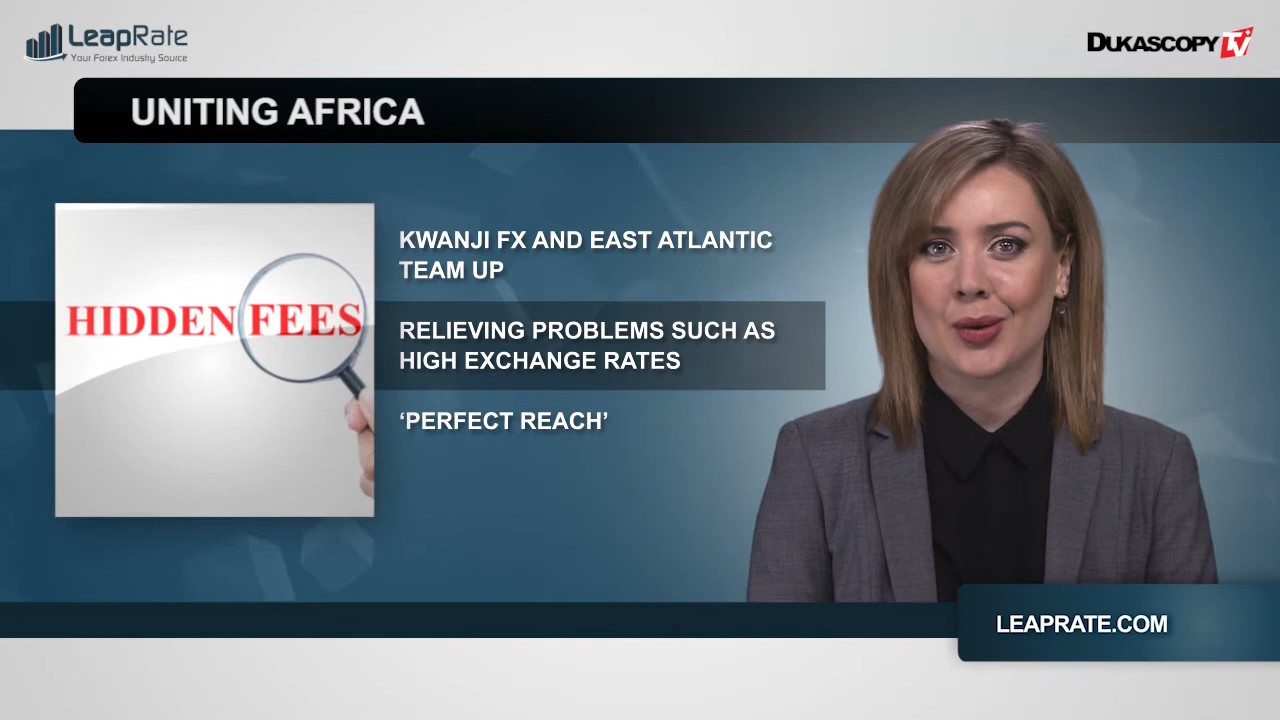 LeapRate
Your Forex Industry Source
DUKASCOPY TV
UNITING AFRICA
HIDDEN FEES
KWANJI FX AND EAST ATLANTIC
TEAM UP
RELIEVING PROBLEMS SUCH AS
HIGH EXCHANGE RATES
‘PERFECT REACH’
LEAPRATE.COM